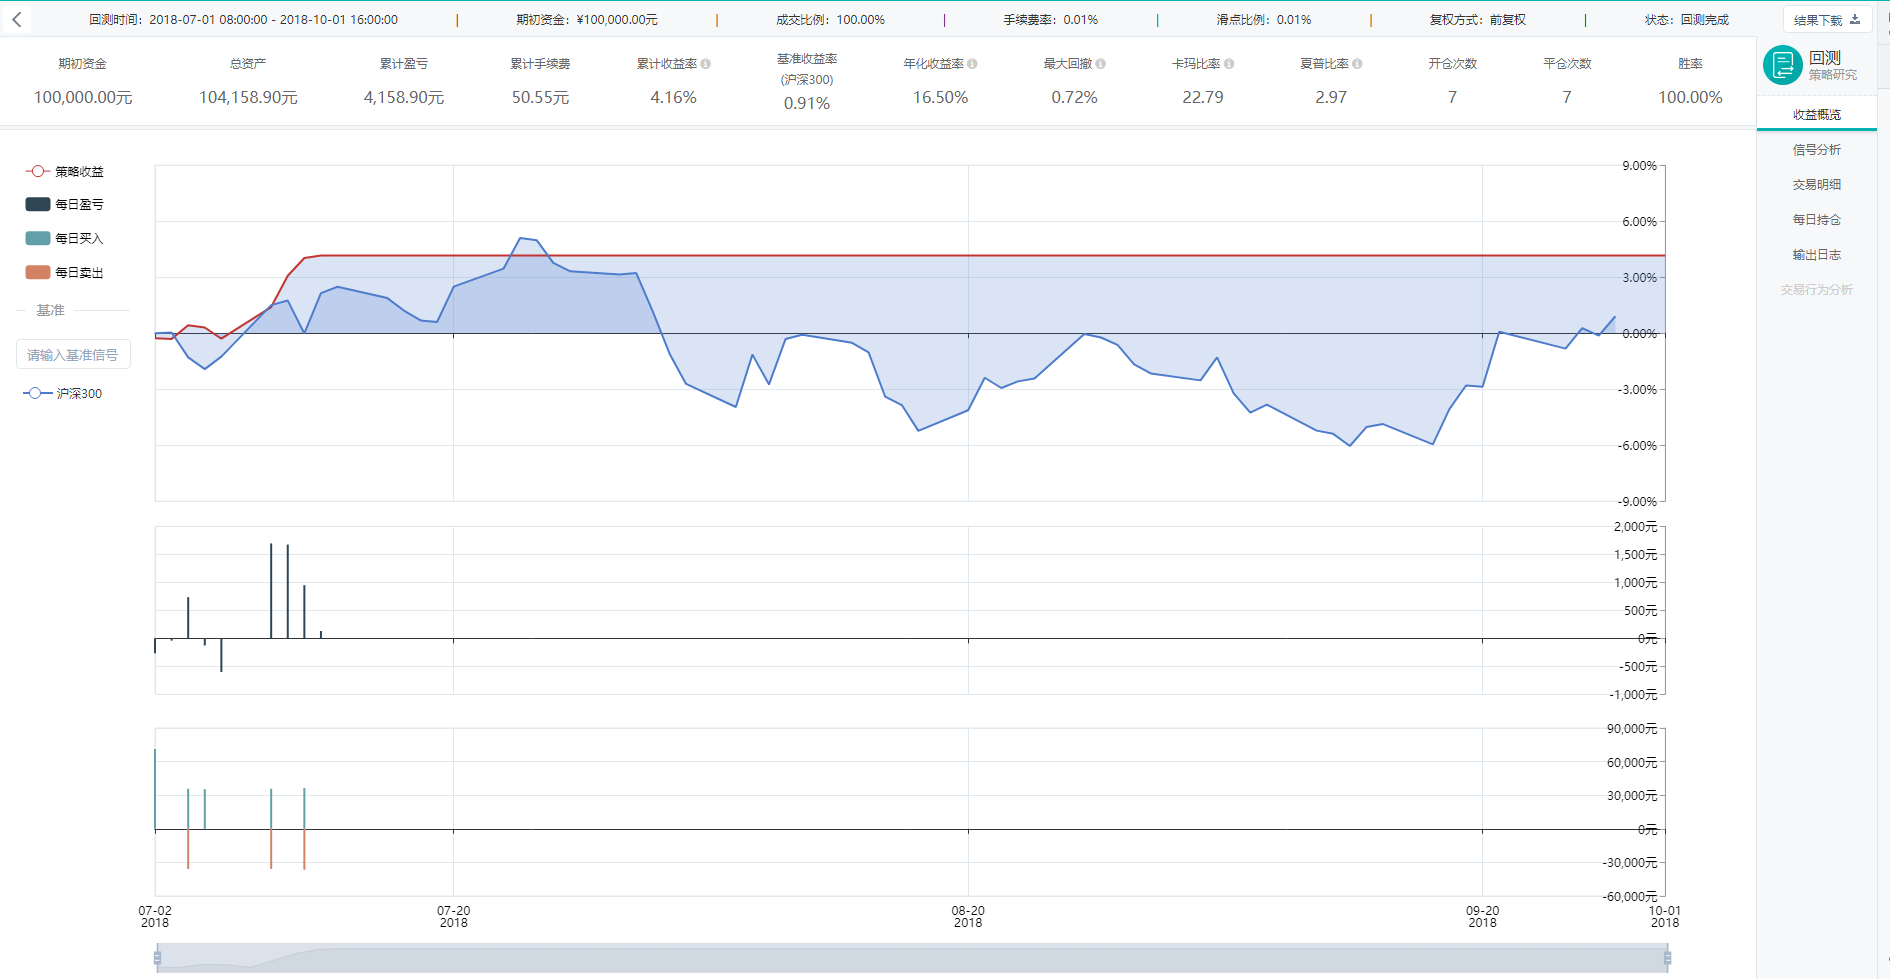 回测时间：2018-07-01 08:00:00 - 2018-10-01 16:00:00 | 期初资金：¥100,000.00元 | 成交比例：100.00% | 手续费率：0.01% | 滑点比例：0.01% | 复权方式：前复权 | 状态：回测完成
结果下载
期初资金 总资产 累计盈亏 累计手续费 累计收益率 基准收益率 (沪深300) 年化收益率 最大回撤 卡玛比率 夏普比率 开仓次数 平仓次数 胜率
100,000.00元 104,158.90元 4,158.90元 50.55元 4.16% 0.91% 16.50% 0.72% 22.79 2.97 7 7 100.00%
回测
策略研究
收益概览
信号分析
交易明细
每日持仓
输出日志
交易行为分析
策略收益
每日盈亏
每日买入
每日卖出
基准
请输入基准信号
沪深300
9.00%
6.00%
3.00%
0.00%
-3.00%
-6.00%
-9.00%
2,000元
1,500元
1,000元
500元
0元
-500元
-1,000元
90,000元
60,000元
30,000元
0元
-30,000元
-60,000元
07-02 07-20 08-20 09-20 10-01
2018 2018 2018 2018 2018